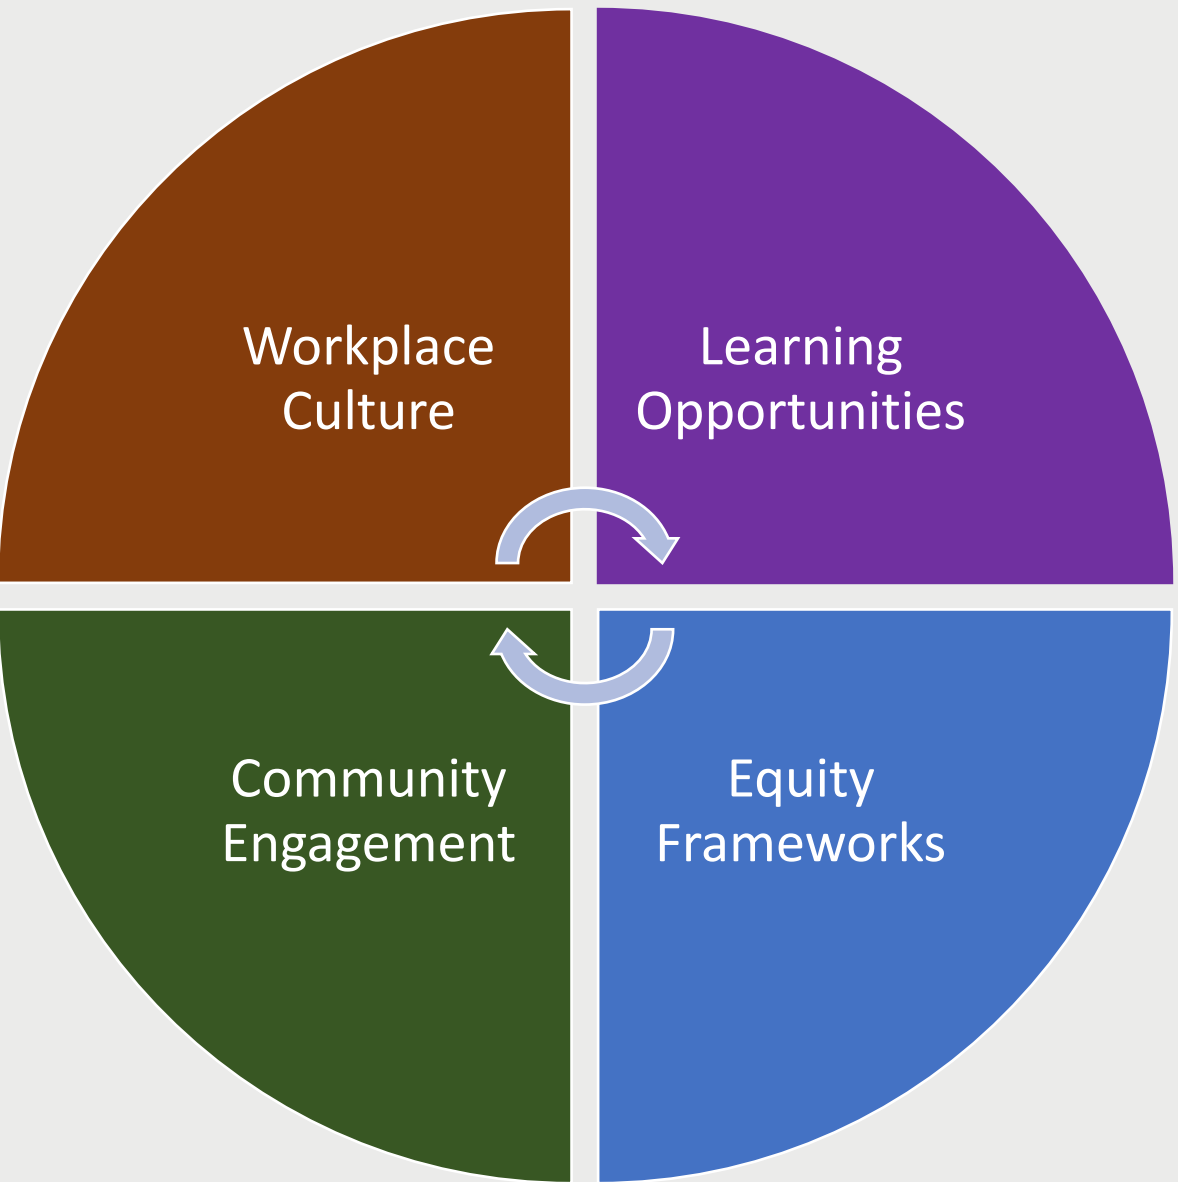 Workplace
Culture
Learning
Opportunities
Community
Engagement
Equity
Frameworks